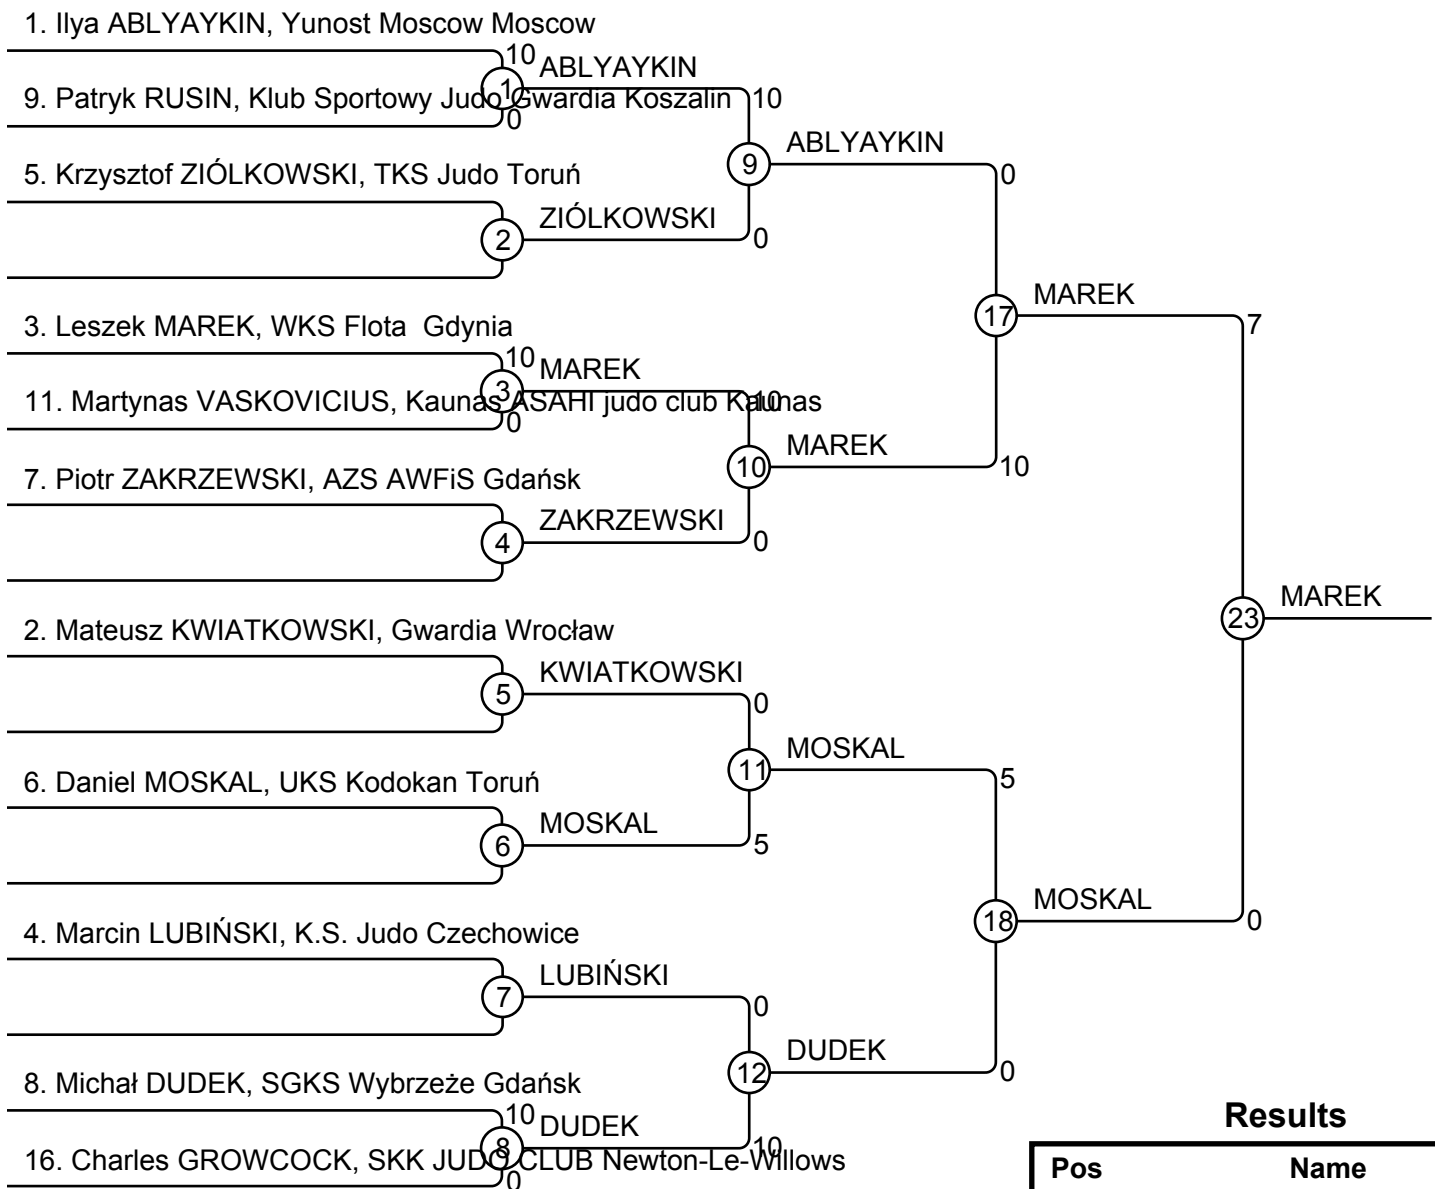 1. Ilya ABLYAYKIN, Yunost Moscow Moscow
10
ABLYAYKIN
1
9. Patryk RUSIN, Klub Sportowy Judo Gwardia Koszalin
10
0
ABLYAYKIN
9
5. Krzysztof ZIÓLKOWSKI, TKS Judo Toruń
0
ZIÓLKOWSKI
2
0
MAREK
17
3. Leszek MAREK, WKS Flota  Gdynia
7
10
MAREK
3
11. Martynas VASKOVICIUS, Kaunas ASAHI judo club Kaunas
10
0
MAREK
10
10
7. Piotr ZAKRZEWSKI, AZS AWFiS Gdańsk
ZAKRZEWSKI
4
0
MAREK
23
2. Mateusz KWIATKOWSKI, Gwardia Wrocław
KWIATKOWSKI
5
0
MOSKAL
11
6. Daniel MOSKAL, UKS Kodokan Toruń
5
MOSKAL
6
5
MOSKAL
18
0
4. Marcin LUBIŃSKI, K.S. Judo Czechowice
LUBIŃSKI
7
0
DUDEK
12
0
8. Michał DUDEK, SGKS Wybrzeże Gdańsk
10
DUDEK
8
10
16. Charles GROWCOCK, SKK JUDO CLUB Newton-Le-Willows
0
Results
Pos Name